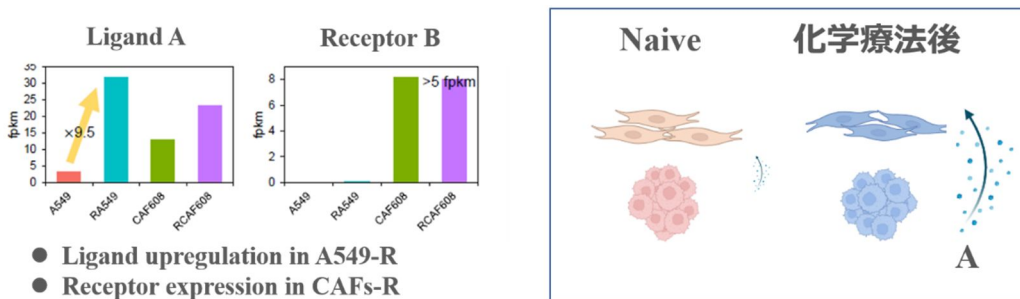 Ligand A
Receptor B
fpkm
35
30
25
20
15
10
5
0
×9.5
A549
RA549
CAF608
RCAF608
fpkm
8
6
4
2
0
>5 fpkm
A549
RA549
CAF608
RCAF608
● Ligand upregulation in A549-R
● Receptor expression in CAFs-R
Naive
化学療法後
A